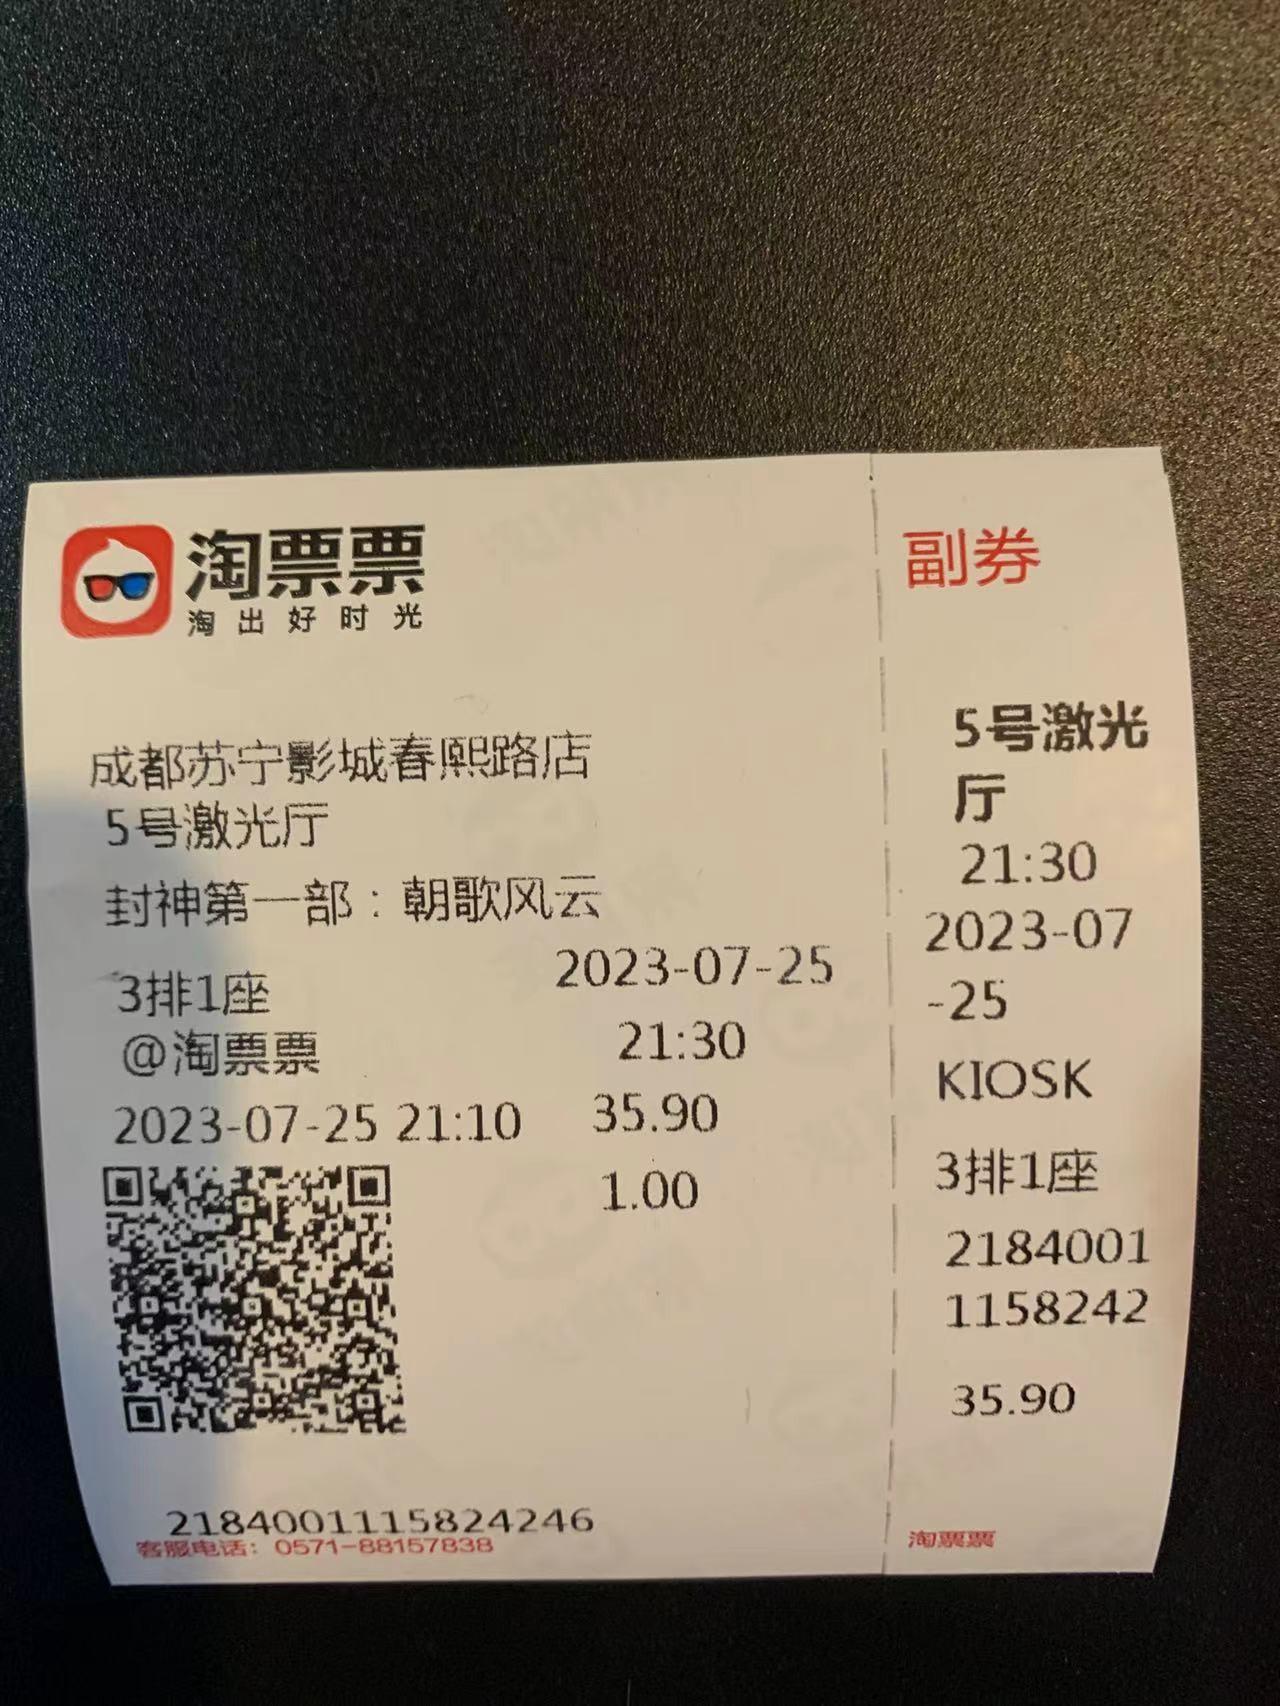 淘票票
淘出好时光
成都苏宁影城春熙路店
5号激光厅
封神第一部：朝歌风云
3排1座
2023-07-25
@淘票票
21:30
2023-07-25 21:10
35.90
1.00
2184001115824246
客服电话：0571-88157838
副券
5号激光
厅
21:30
2023-07
-25
KIOSK
3排1座
2184001
1158242
35.90
淘票票